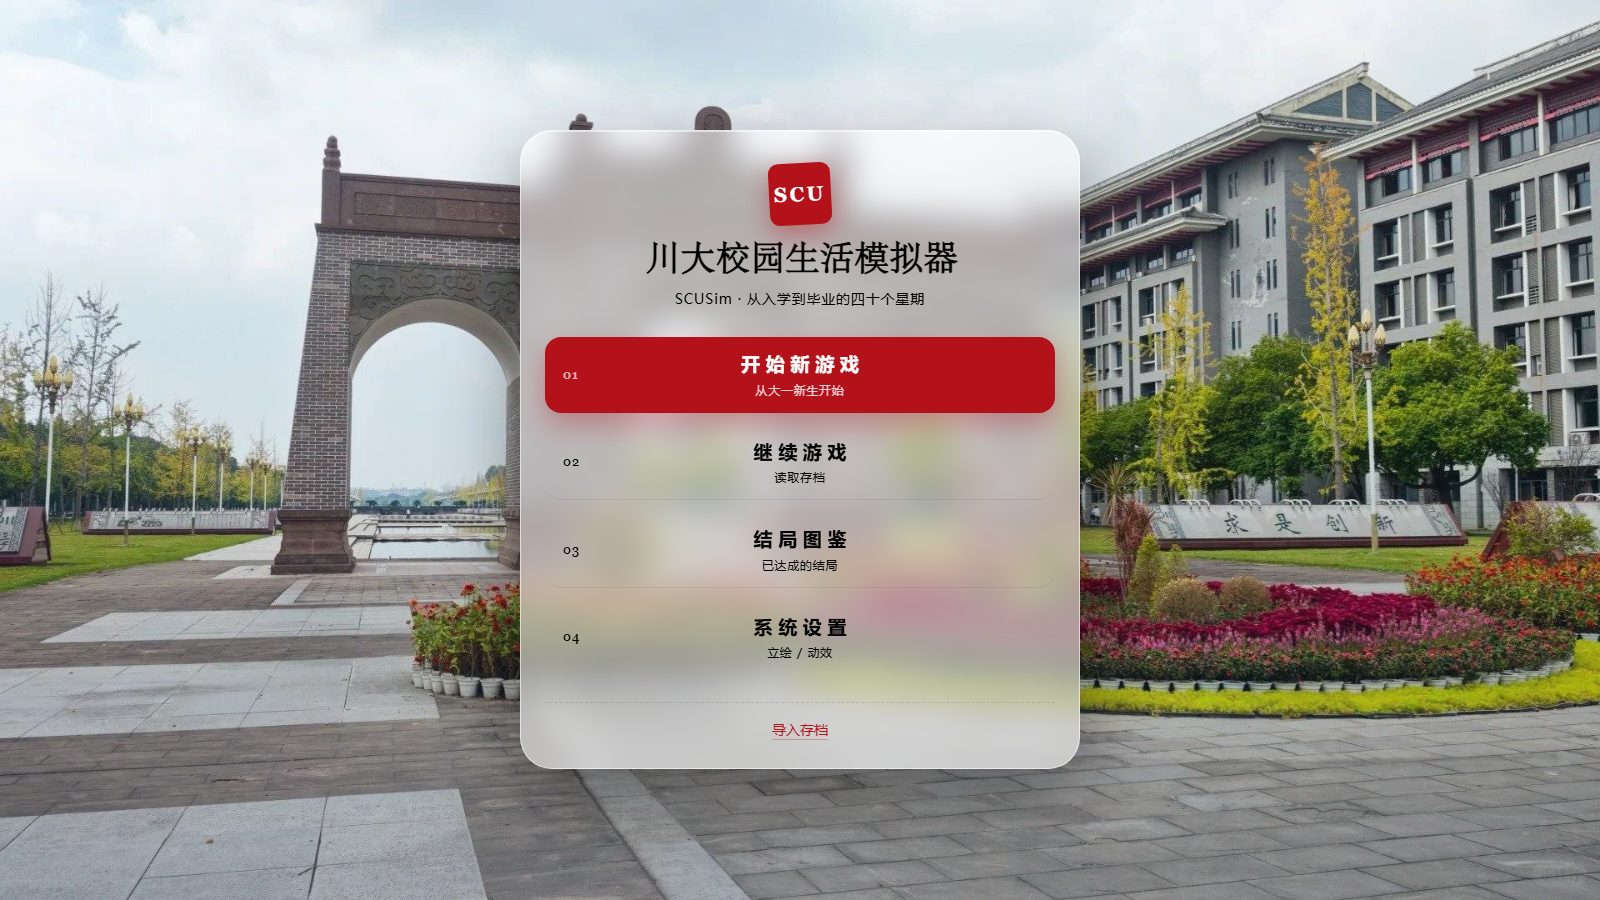 SCU
川大校园生活模拟器
SCUSim · 从入学到毕业的四十个星期
01
开始新游戏
从大一新生开始
02
继续游戏
读取存档
03
结局图鉴
已达成的结局
04
系统设置
立绘 / 动效
导入存档
求是创新